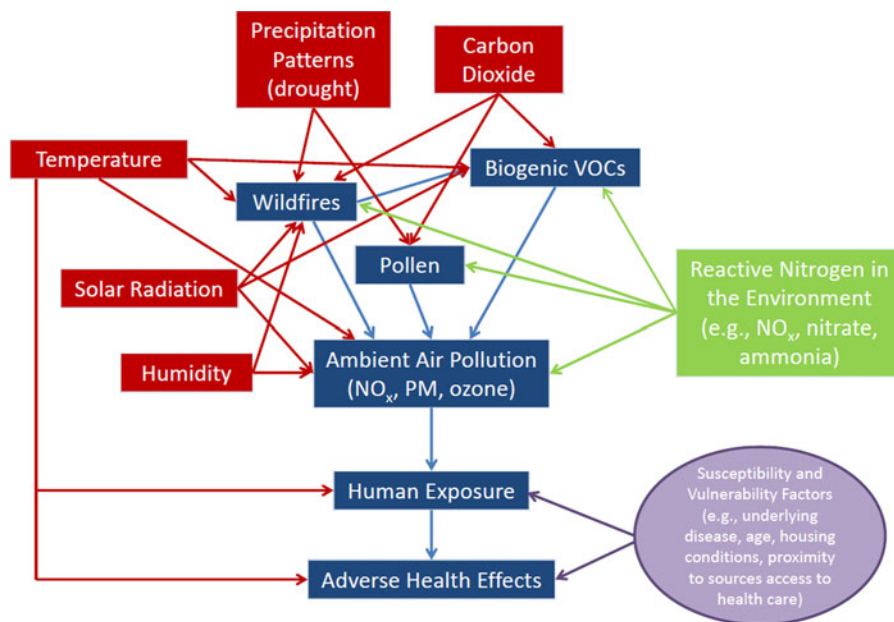 Precipitation
Patterns
(drought)
Carbon
Dioxide
Temperature
Biogenic VOCs
Wildfires
Pollen
Solar Radiation
Reactive Nitrogen in
the Environment
(e.g., NOₓ, nitrate,
ammonia)
Humidity
Ambient Air Pollution
(NOₓ, PM, ozone)
Human Exposure
Susceptibility and
Vulnerability Factors
(e.g., underlying
disease, age, housing
conditions, proximity
to sources access to
health care)
Adverse Health Effects